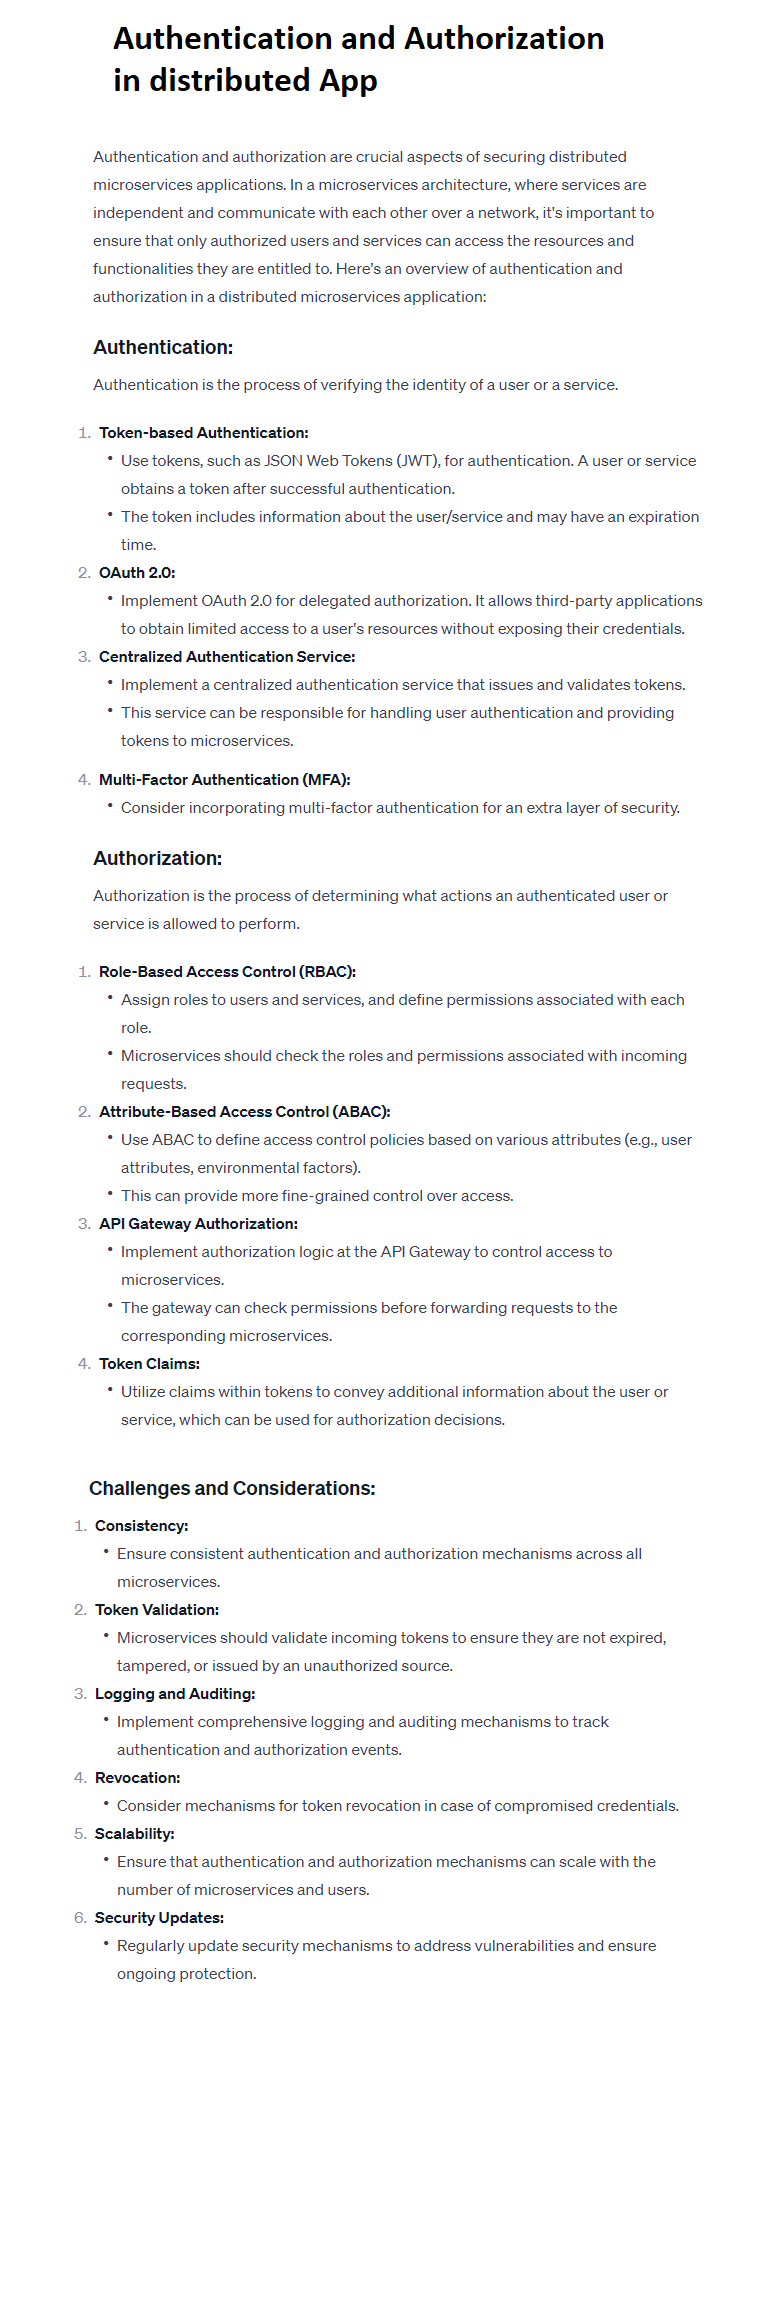 Authentication and Authorization
in distributed App
Authentication and authorization are crucial aspects of securing distributed
microservices applications. In a microservices architecture, where services are
independent and communicate with each other over a network, it's important to
ensure that only authorized users and services can access the resources and
functionalities they are entitled to. Here's an overview of authentication and
authorization in a distributed microservices application:
Authentication:
Authentication is the process of verifying the identity of a user or a service.
1. Token-based Authentication:
• Use tokens, such as JSON Web Tokens (JWT), for authentication. A user or service
obtains a token after successful authentication.
• The token includes information about the user/service and may have an expiration
time.
2. OAuth 2.0:
• Implement OAuth 2.0 for delegated authorization. It allows third-party applications
to obtain limited access to a user's resources without exposing their credentials.
3. Centralized Authentication Service:
• Implement a centralized authentication service that issues and validates tokens.
• This service can be responsible for handling user authentication and providing
tokens to microservices.
4. Multi-Factor Authentication (MFA):
• Consider incorporating multi-factor authentication for an extra layer of security.
Authorization:
Authorization is the process of determining what actions an authenticated user or
service is allowed to perform.
1. Role-Based Access Control (RBAC):
• Assign roles to users and services, and define permissions associated with each
role.
• Microservices should check the roles and permissions associated with incoming
requests.
2. Attribute-Based Access Control (ABAC):
• Use ABAC to define access control policies based on various attributes (e.g., user
attributes, environmental factors).
• This can provide more fine-grained control over access.
3. API Gateway Authorization:
• Implement authorization logic at the API Gateway to control access to
microservices.
• The gateway can check permissions before forwarding requests to the
corresponding microservices.
4. Token Claims:
• Utilize claims within tokens to convey additional information about the user or
service, which can be used for authorization decisions.
Challenges and Considerations:
1. Consistency:
• Ensure consistent authentication and authorization mechanisms across all
microservices.
2. Token Validation:
• Microservices should validate incoming tokens to ensure they are not expired,
tampered, or issued by an unauthorized source.
3. Logging and Auditing:
• Implement comprehensive logging and auditing mechanisms to track
authentication and authorization events.
4. Revocation:
• Consider mechanisms for token revocation in case of compromised credentials.
5. Scalability:
• Ensure that authentication and authorization mechanisms can scale with the
number of microservices and users.
6. Security Updates:
• Regularly update security mechanisms to address vulnerabilities and ensure
ongoing protection.